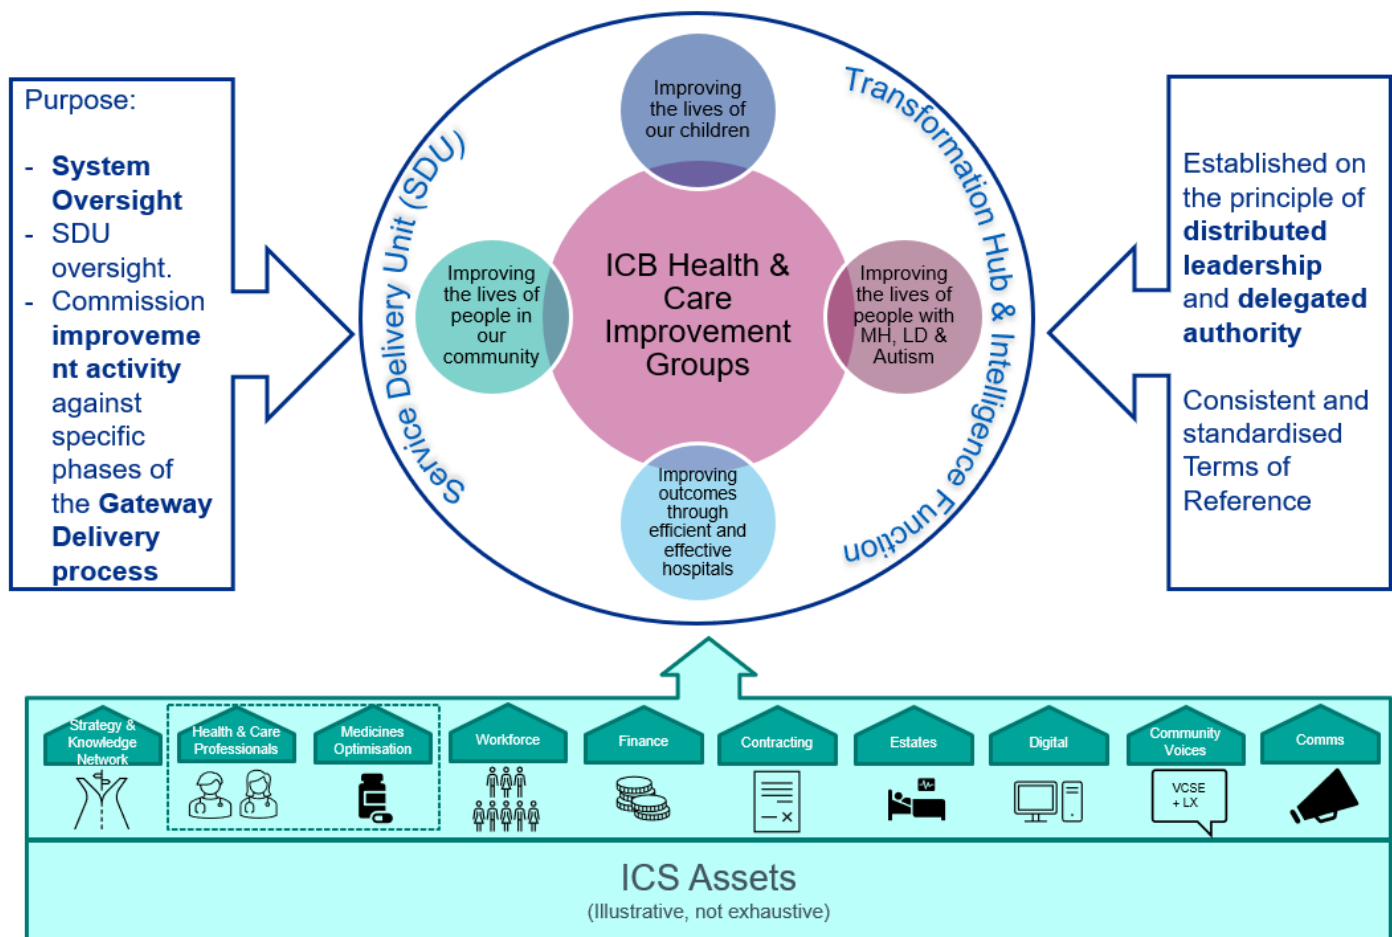 Purpose:
- System
Oversight
- SDU
oversight.
- Commission
improveme
nt activity
against
specific
phases of
the Gateway
Delivery
process
Service Delivery Unit (SDU)
Transformation Hub & Intelligence Function
Improving
the lives of
our children
Improving
the lives of
people in
our
community
ICB Health &
Care
Improvement
Groups
Improving
the lives of
people with
MH, LD &
Autism
Improving
outcomes
through
efficient and
effective
hospitals
Established on
the principle of
distributed
leadership
and delegated
authority
Consistent and
standardised
Terms of
Reference
Strategy &
Knowledge
Network
Health & Care
Professionals
Medicines
Optimisation
Workforce
Finance
Contracting
Estates
Digital
Community
Voices
Comms
VCSE
+ LX
ICS Assets
(Illustrative, not exhaustive)